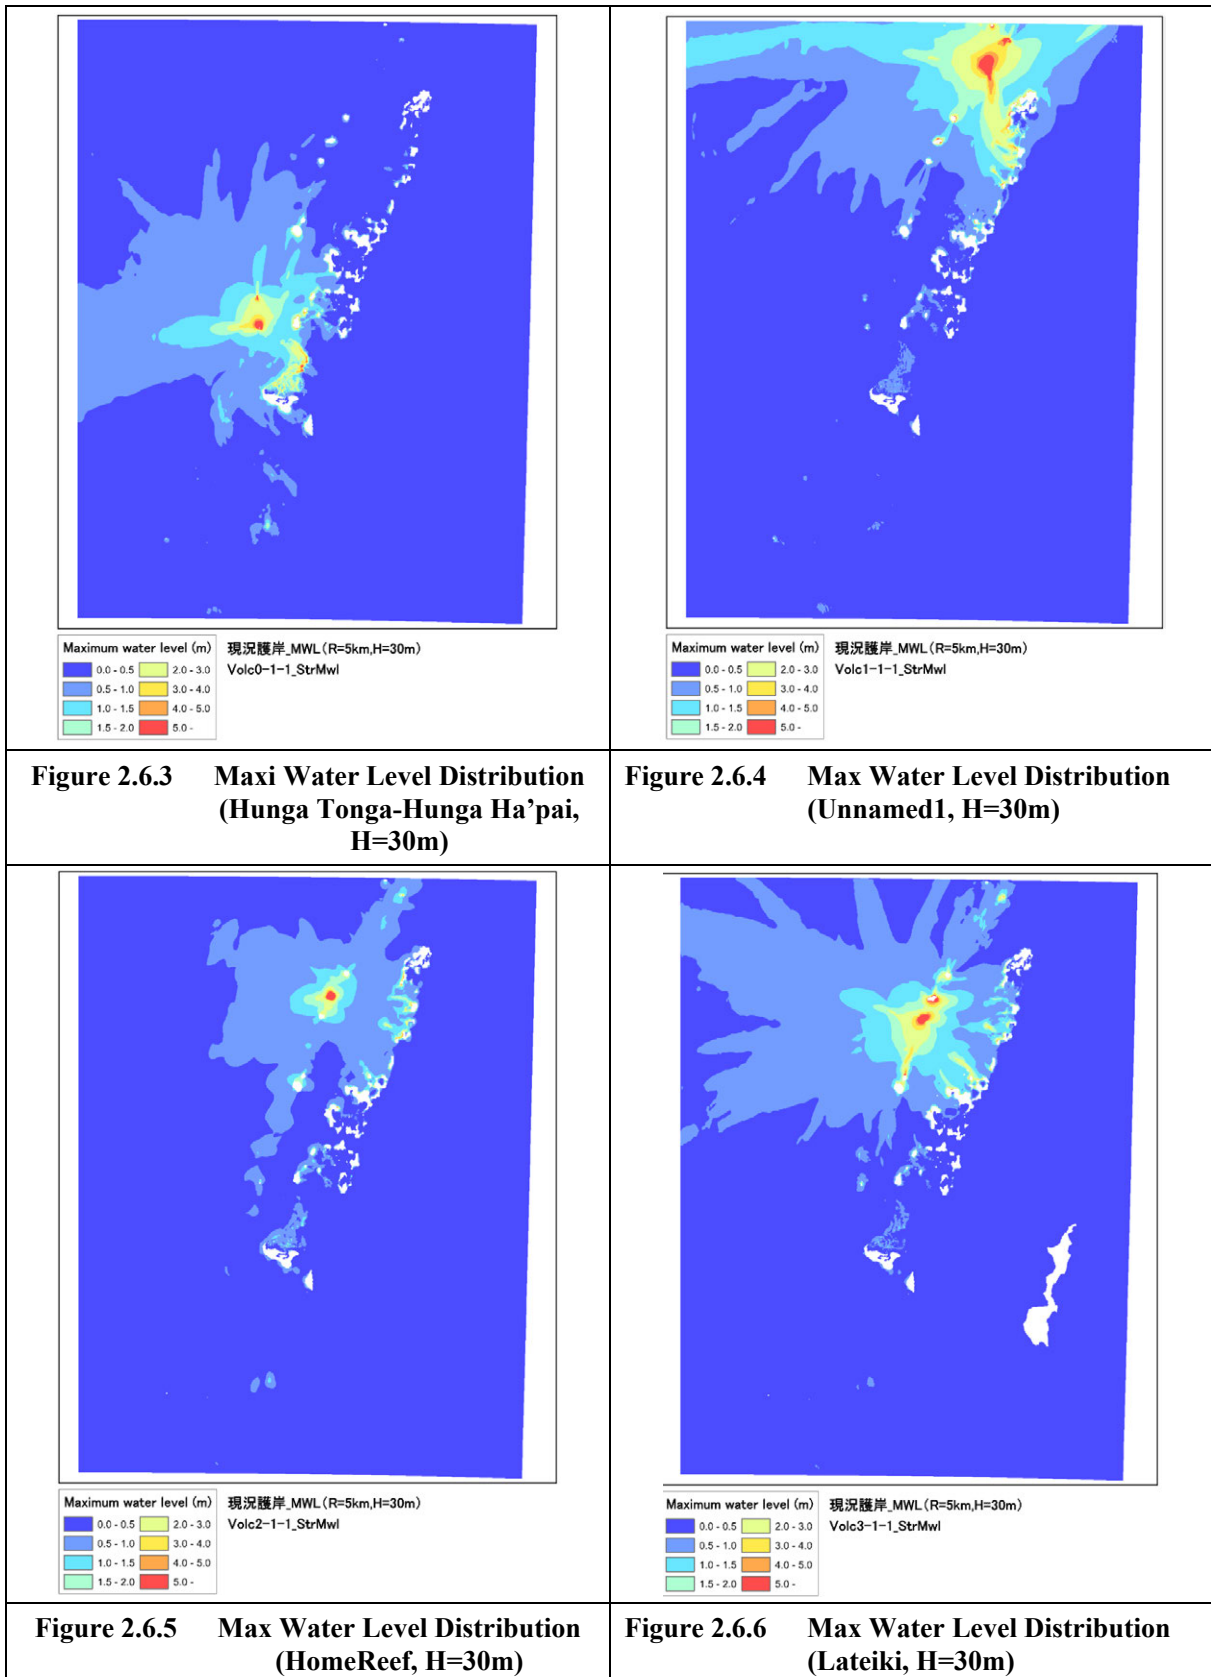 Maximum water level (m)
0.0 - 0.5
2.0 - 3.0
0.5 - 1.0
3.0 - 4.0
1.0 - 1.5
4.0 - 5.0
1.5 - 2.0
5.0 -
現況護岸_MWL(R=5km,H=30m)
Volc0-1-1_StrMwl
Figure 2.6.3 Maxi Water Level Distribution
(Hunga Tonga-Hunga Ha’pai,
H=30m)
Maximum water level (m)
0.0 - 0.5
2.0 - 3.0
0.5 - 1.0
3.0 - 4.0
1.0 - 1.5
4.0 - 5.0
1.5 - 2.0
5.0 -
現況護岸_MWL(R=5km,H=30m)
Volc1-1-1_StrMwl
Figure 2.6.4 Max Water Level Distribution
(Unnamed1, H=30m)
Maximum water level (m)
0.0 - 0.5
2.0 - 3.0
0.5 - 1.0
3.0 - 4.0
1.0 - 1.5
4.0 - 5.0
1.5 - 2.0
5.0 -
現況護岸_MWL(R=5km,H=30m)
Volc2-1-1_StrMwl
Figure 2.6.5 Max Water Level Distribution
(HomeReef, H=30m)
Maximum water level (m)
0.0 - 0.5
2.0 - 3.0
0.5 - 1.0
3.0 - 4.0
1.0 - 1.5
4.0 - 5.0
1.5 - 2.0
5.0 -
現況護岸_MWL(R=5km,H=30m)
Volc3-1-1_StrMwl
Figure 2.6.6 Max Water Level Distribution
(Lateiki, H=30m)